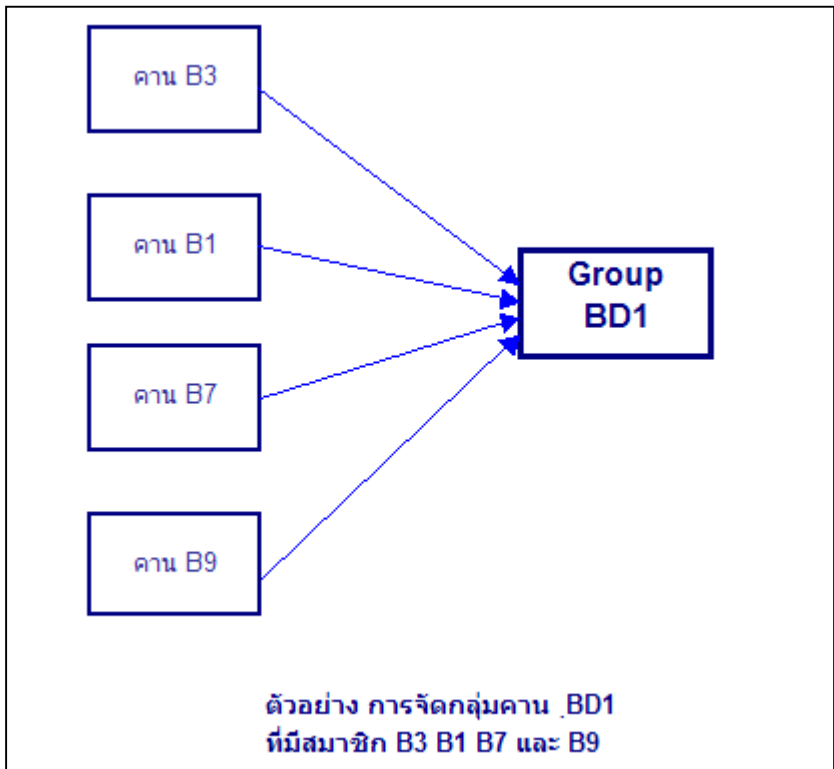 คาน B3
คาน B1
Group
BD1
คาน B7
คาน B9
ตัวอย่าง การจัดกลุ่มคาน .BD1
ที่มีสมาชิก B3 B1 B7 และ B9